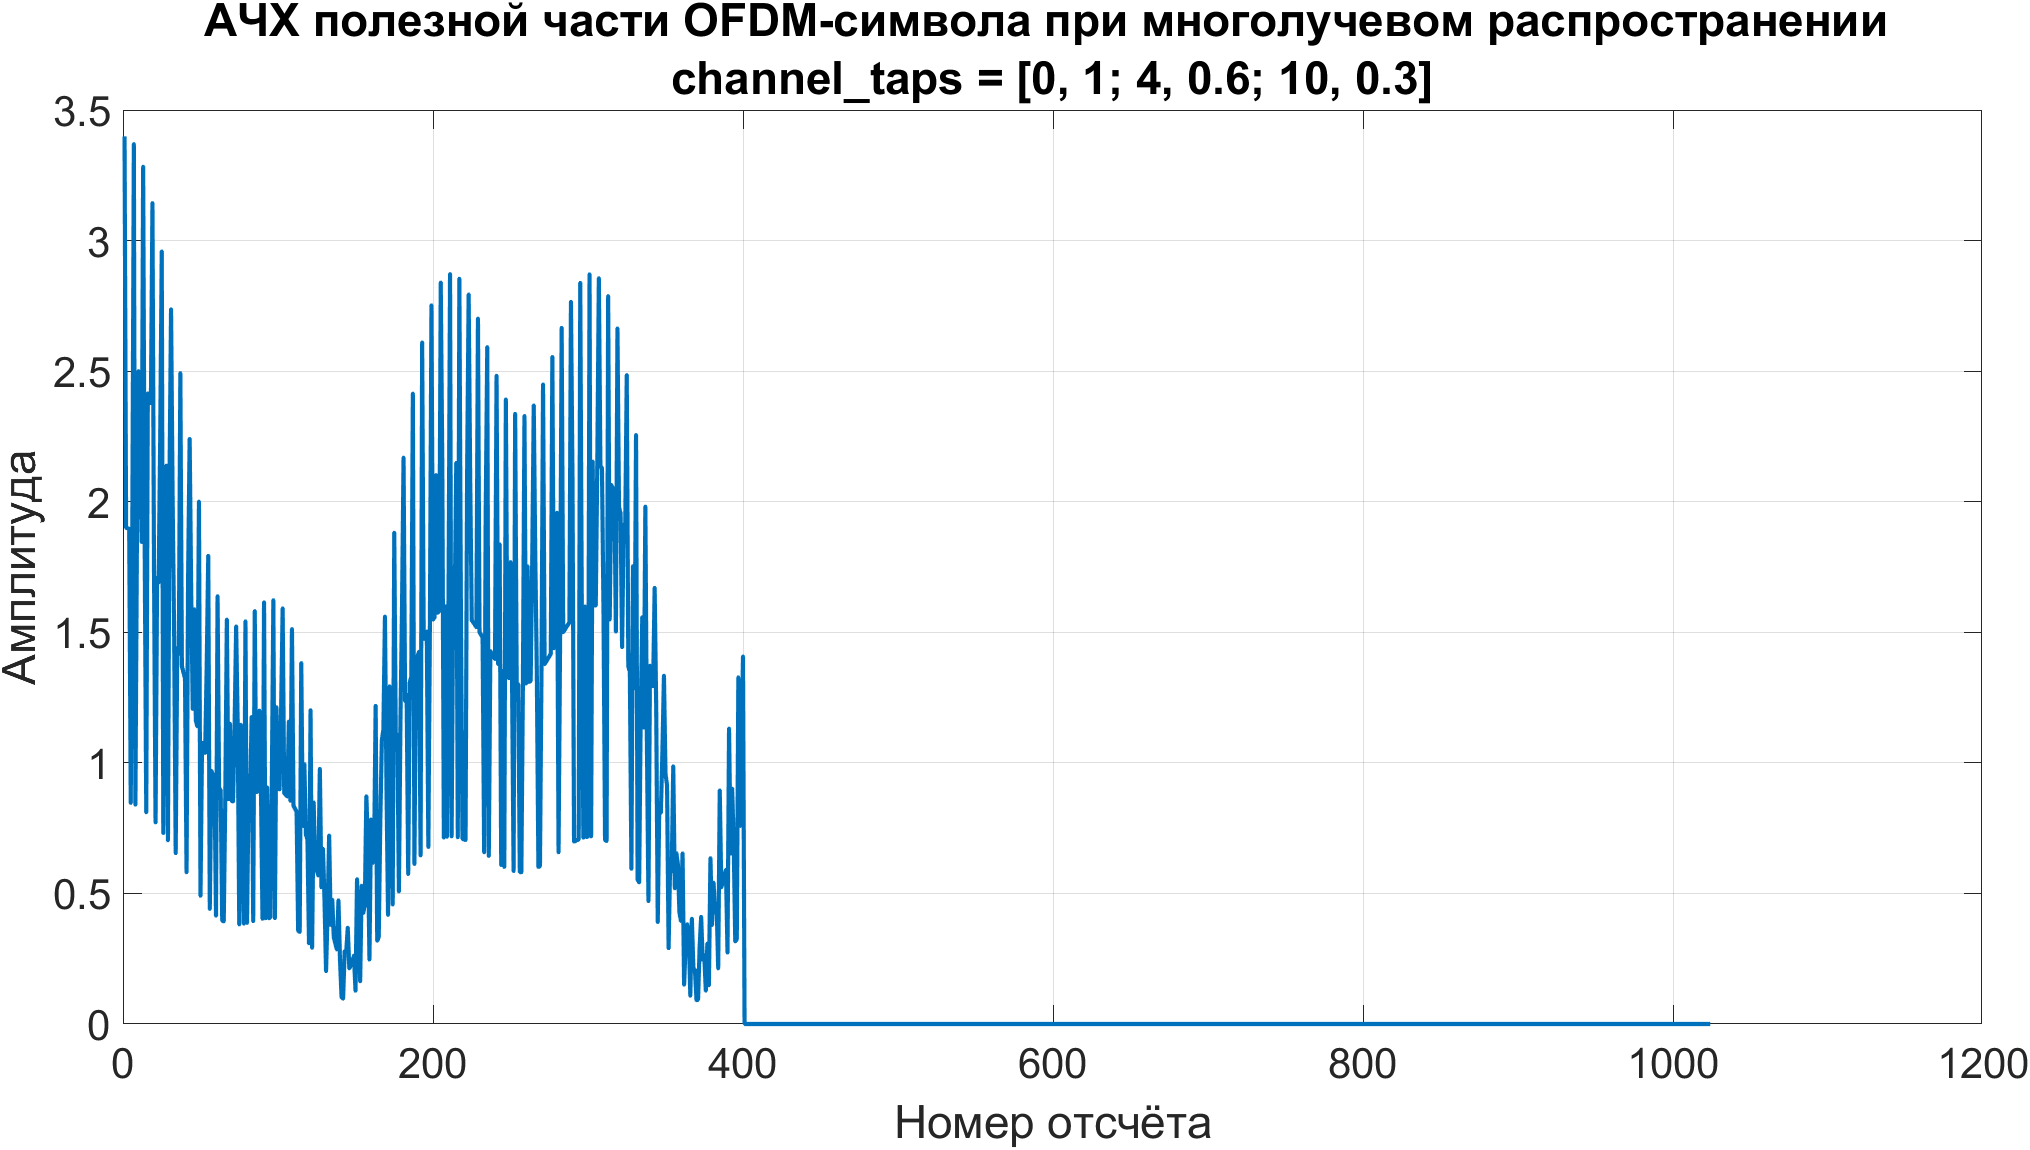 АЧХ полезной части OFDM-символа при многолучевом распространении
channel_taps = [0, 1; 4, 0.6; 10, 0.3]
3.5
3
2.5
2
1.5
1
0.5
0
Амплитуда
0 200 400 600 800 1000 1200
Номер отсчёта